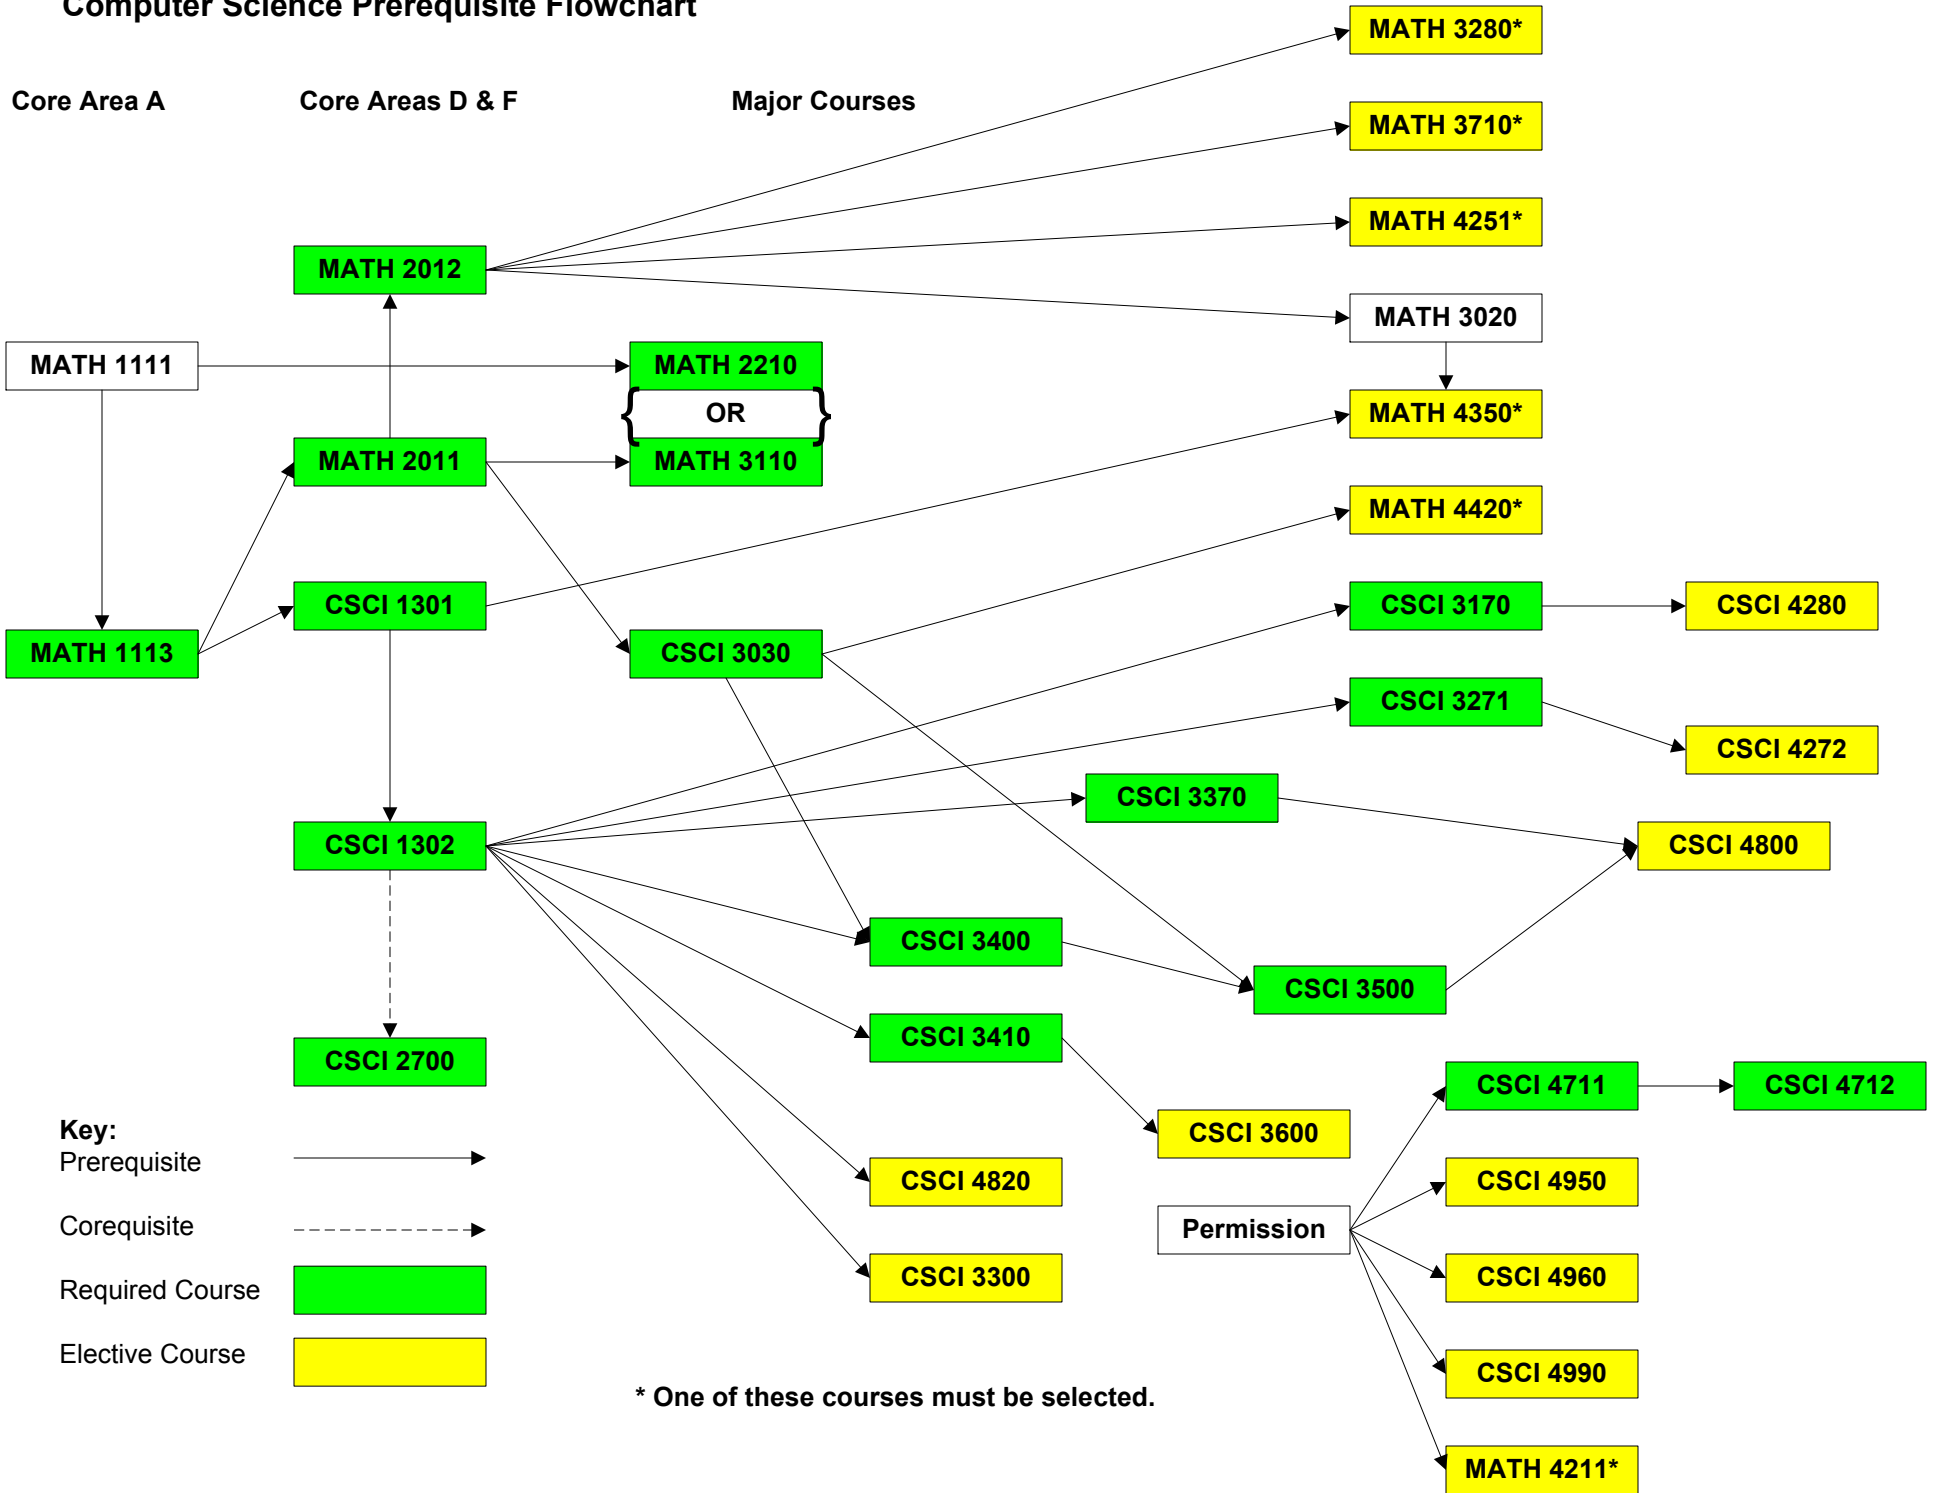 Computer Science Prerequisite Flowchart
MATH 3280*
Core Area A
Core Areas D & F
Major Courses
MATH 3710*
MATH 4251*
MATH 2012
MATH 3020
MATH 1111
MATH 2210
OR
MATH 4350*
MATH 2011
MATH 3110
MATH 4420*
CSCI 1301
CSCI 3170
CSCI 4280
MATH 1113
CSCI 3030
CSCI 3271
CSCI 4272
CSCI 3370
CSCI 1302
CSCI 4800
CSCI 3400
CSCI 3500
CSCI 3410
CSCI 2700
CSCI 4711
CSCI 4712
Key:
CSCI 3600
Prerequisite
CSCI 4820
CSCI 4950
Corequisite
Permission
CSCI 3300
CSCI 4960
Required Course
Elective Course
CSCI 4990
* One of these courses must be selected.
MATH 4211*